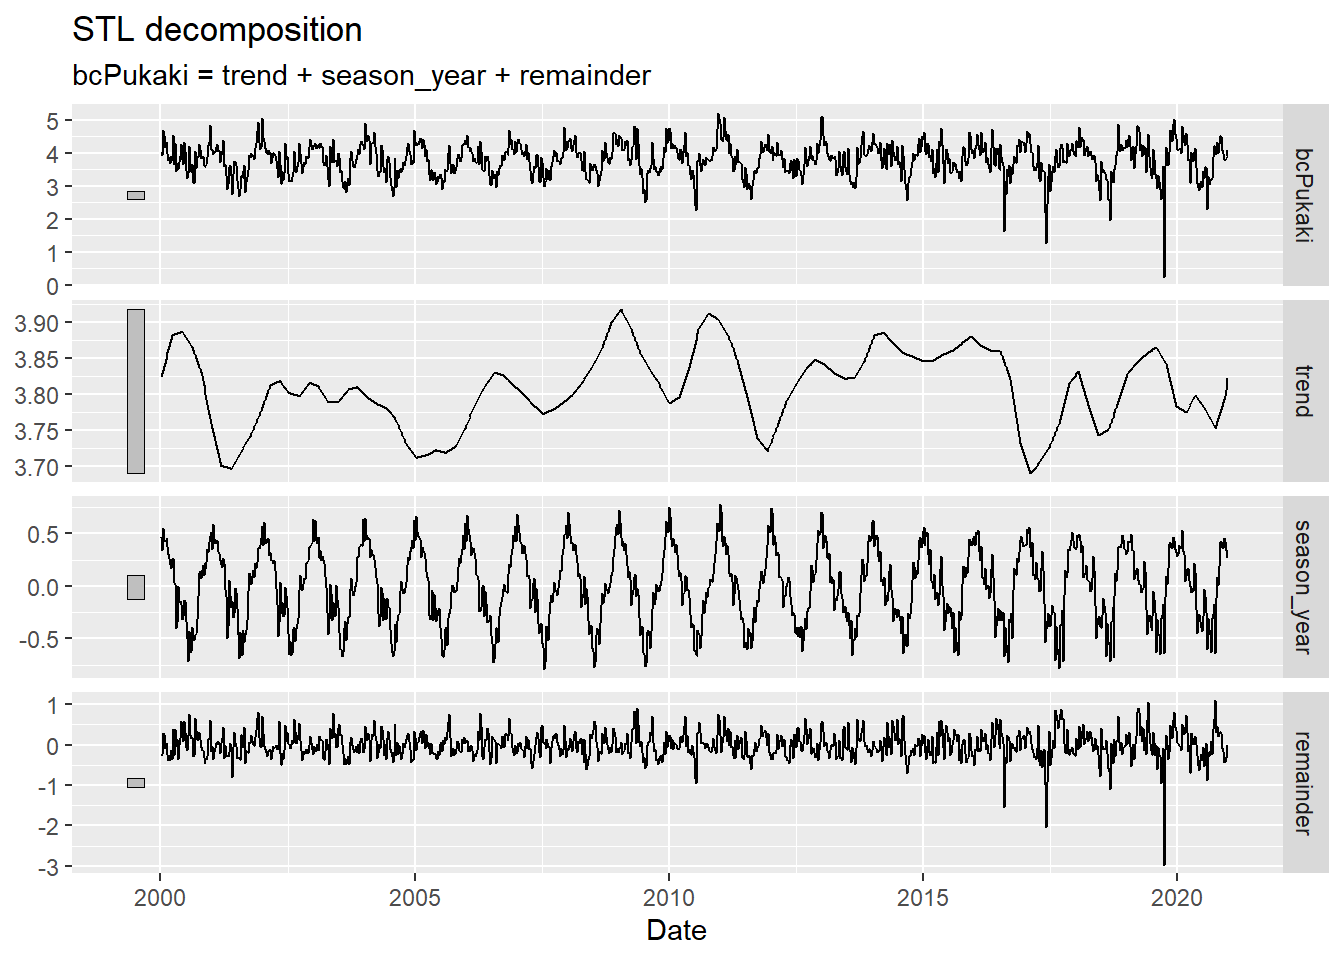 STL decomposition
bcPukaki = trend + season_year + remainder
5
4
3
2
1
0
bcPukaki
3.90
3.85
3.80
3.75
3.70
trend
0.5
0.0
-0.5
season_year
1
0
-1
-2
-3
remainder
2000 2005 2010 2015 2020
Date